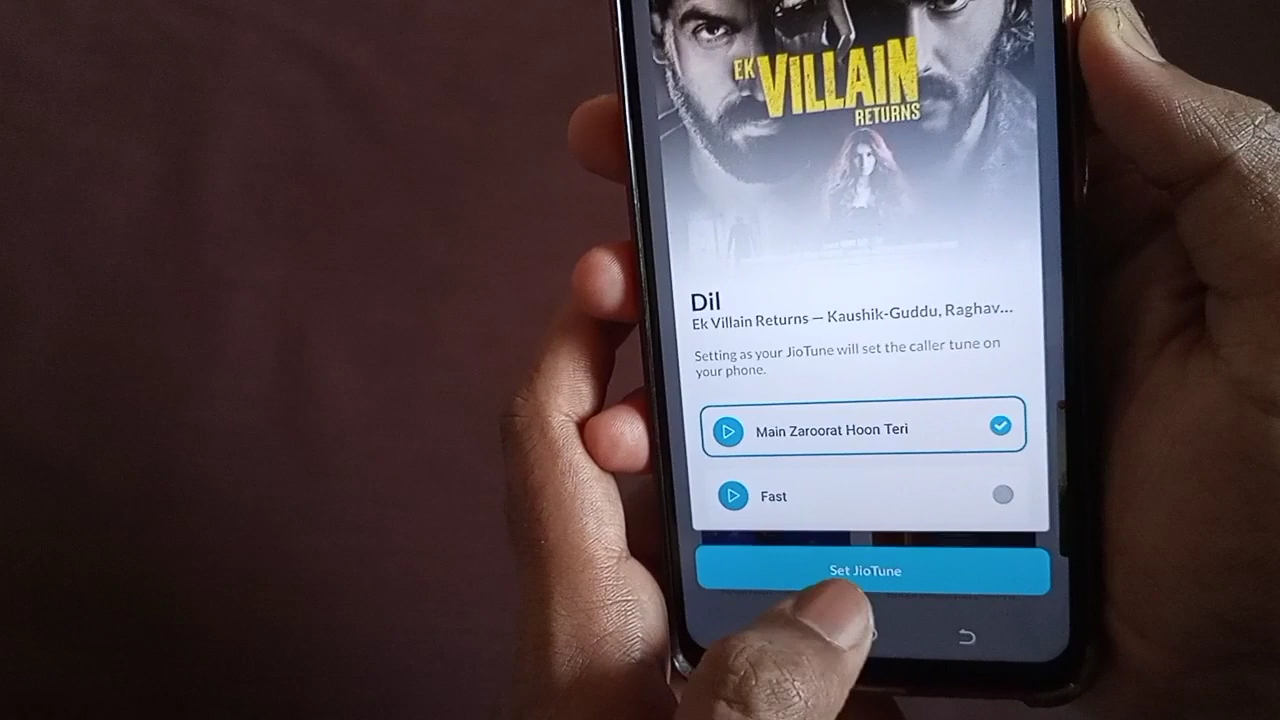 EK
VILLAIN
RETURNS
Dil
Ek Villain Returns — Kaushik-Guddu, Raghav...
Setting as your JioTune will set the caller tune on
your phone.
Main Zaroorat Hoon Teri
Fast
Set JioTune